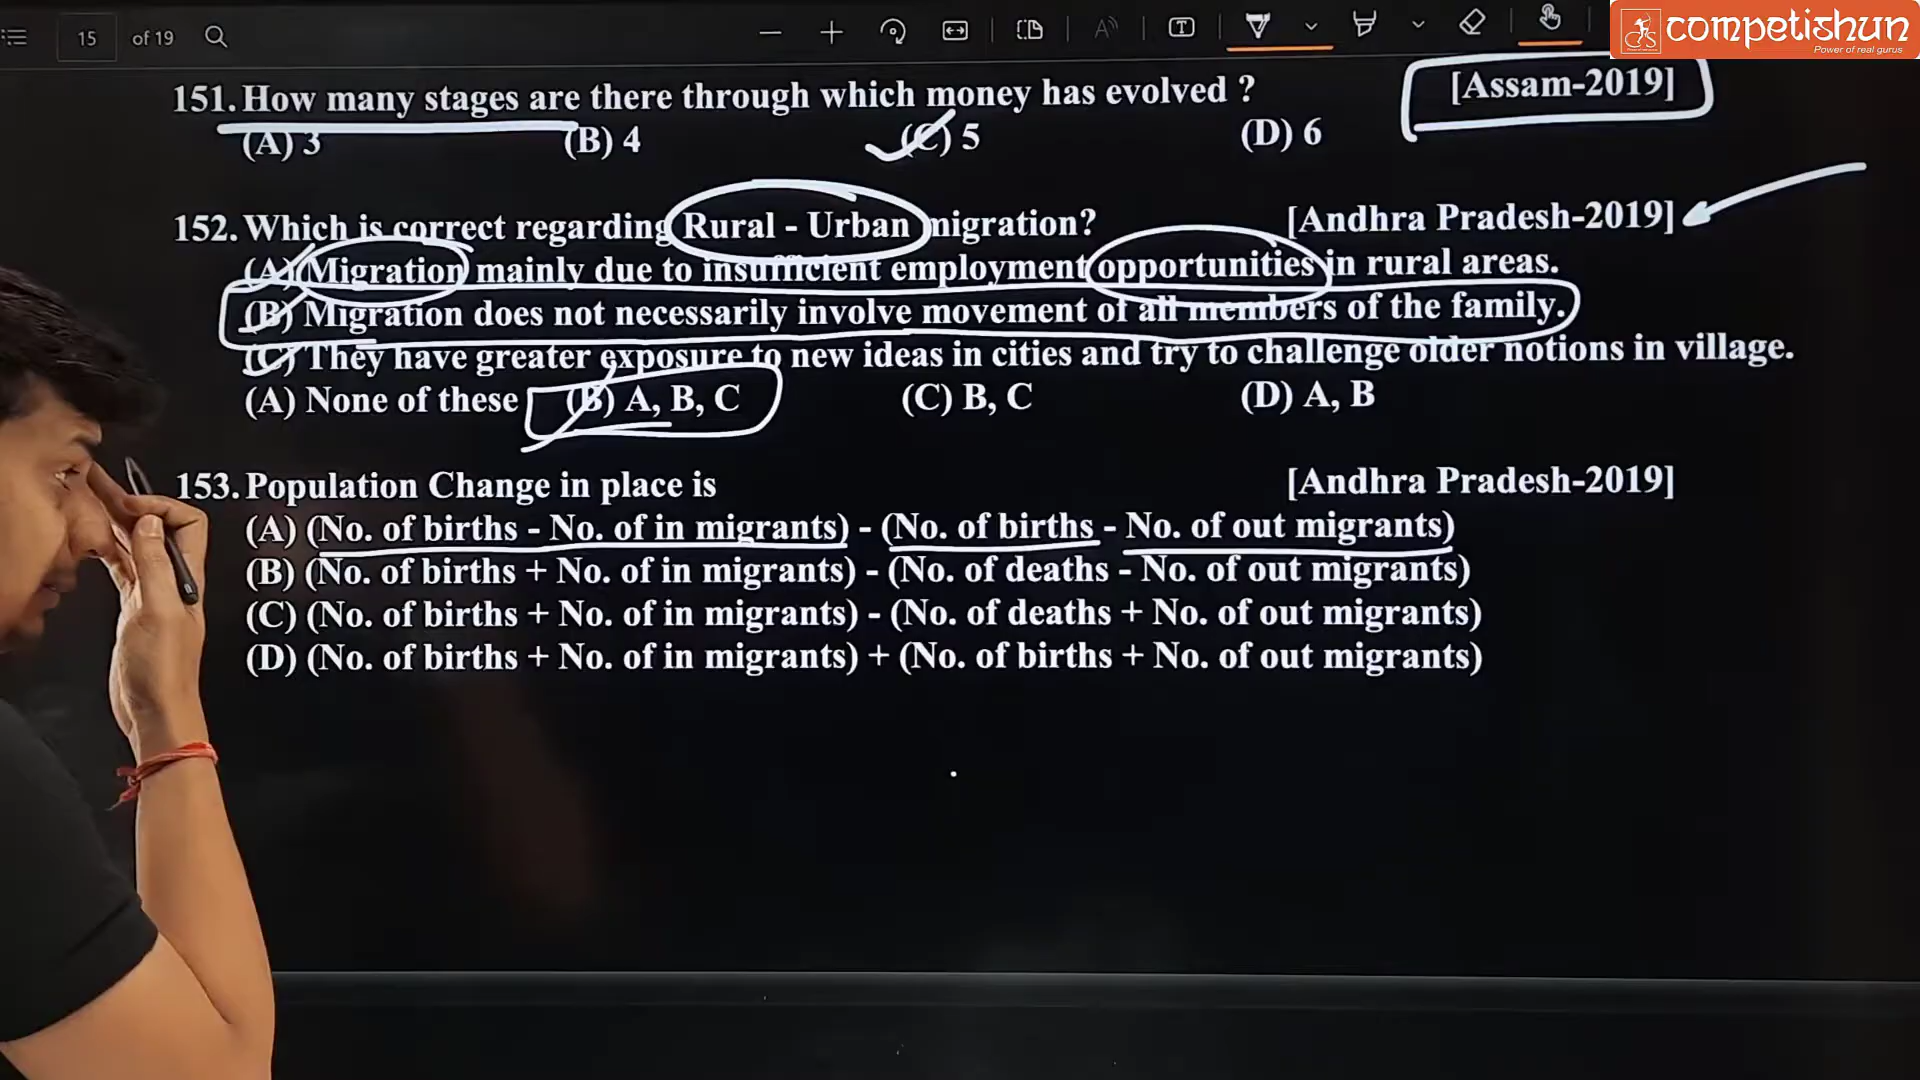 15 of 19
competishun
Power of real gurus
151. How many stages are there through which money has evolved ? [Assam-2019]
(A) 3 (B) 4 (C) 5 (D) 6
152. Which is correct regarding Rural - Urban migration? [Andhra Pradesh-2019]
(A) Migration mainly due to insufficient employment opportunities in rural areas.
(B) Migration does not necessarily involve movement of all members of the family.
(C) They have greater exposure to new ideas in cities and try to challenge older notions in village.
(A) None of these (B) A, B, C (C) B, C (D) A, B
153. Population Change in place is [Andhra Pradesh-2019]
(A) (No. of births - No. of in migrants) - (No. of births - No. of out migrants)
(B) (No. of births + No. of in migrants) - (No. of deaths - No. of out migrants)
(C) (No. of births + No. of in migrants) - (No. of deaths + No. of out migrants)
(D) (No. of births + No. of in migrants) + (No. of births + No. of out migrants)